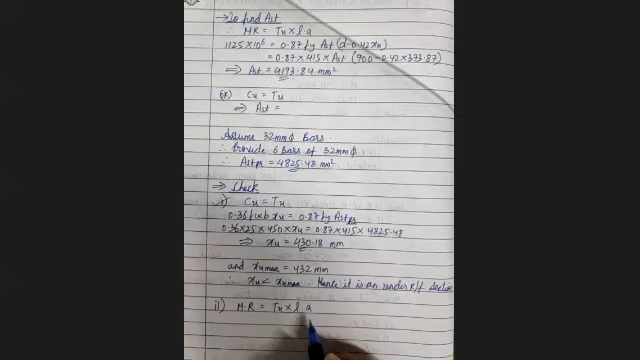 → To find Ast
∴ MR = Tu × l.a
1125 × 10⁶ = 0.87 fy Ast (d - 0.42 xu)
= 0.87 × 415 × Ast (900 - 0.42 × 373.87)
⇒ Ast = 4193.84 mm²
(OR) Cu = Tu
⇒ Ast =
Assume 32mm ϕ Bars.
∴ Provide 6 Bars of 32mm ϕ.
∴ Astpr = 4825.48 mm²
⇒ Check
i) Cu = Tu
0.36 fck b xu = 0.87 fy Astpr
0.36 × 25 × 450 × xu = 0.87 × 415 × 4825.48
⇒ xu = 430.18 mm
and xumax = 432 mm
∴ xu < xumax. Hence it is an under R/f section
ii) M.R = Tu × l.a